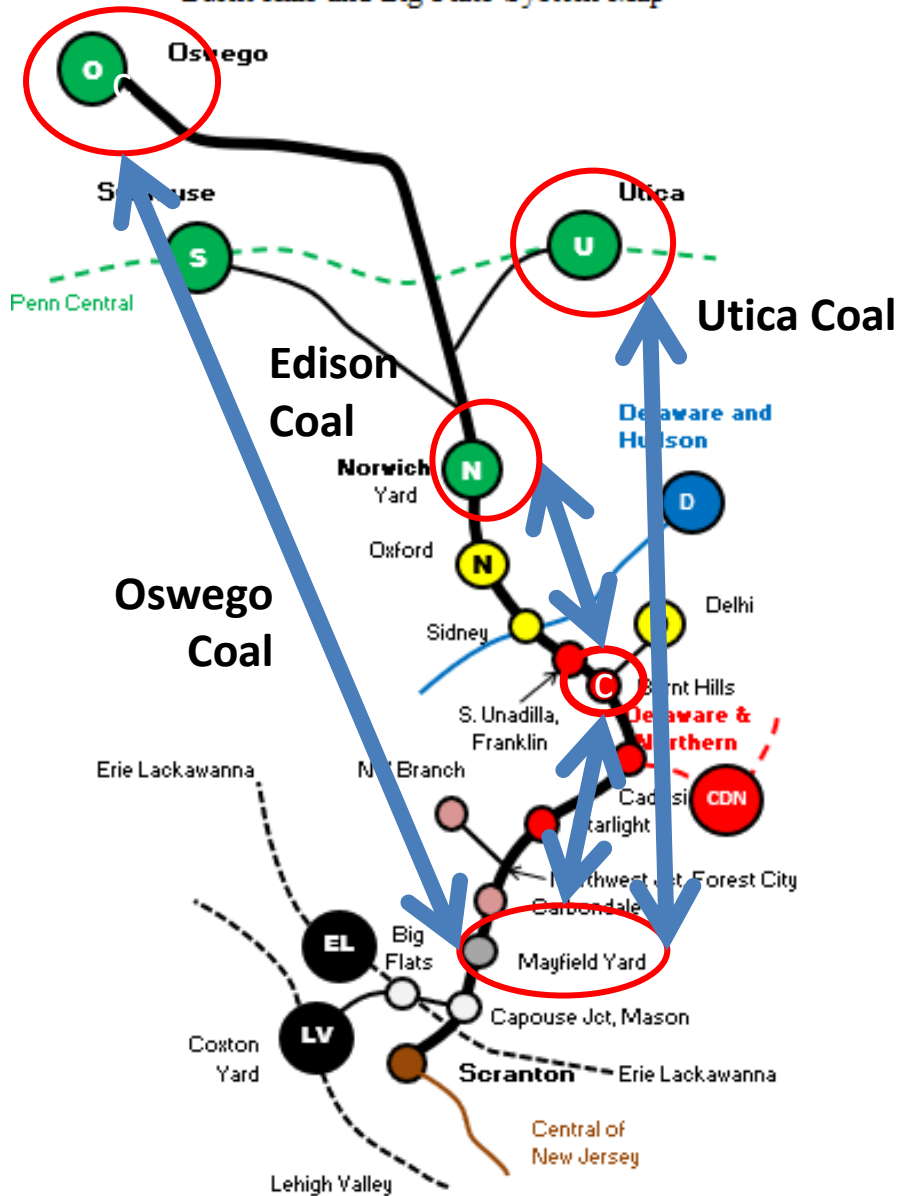 System Map
Oswego
O
C
Utica
S
U
Penn Central
Utica Coal
Edison
Coal
Delaware and
Hudson
Norwich
Yard
N
D
Oxford
N
Oswego
Coal
Delhi
Sidney
C
Burnt Hills
S. Unadilla,
Franklin
Delaware &
Northern
Erie Lackawanna
Branch
CDN
Starlight
Northwest Jct, Forest City
Carbondale
EL
Big
Flats
Mayfield Yard
Capouse Jct, Mason
LV
Coxton
Yard
Scranton
Erie Lackawanna
Central of
New Jersey
Lehigh Valley